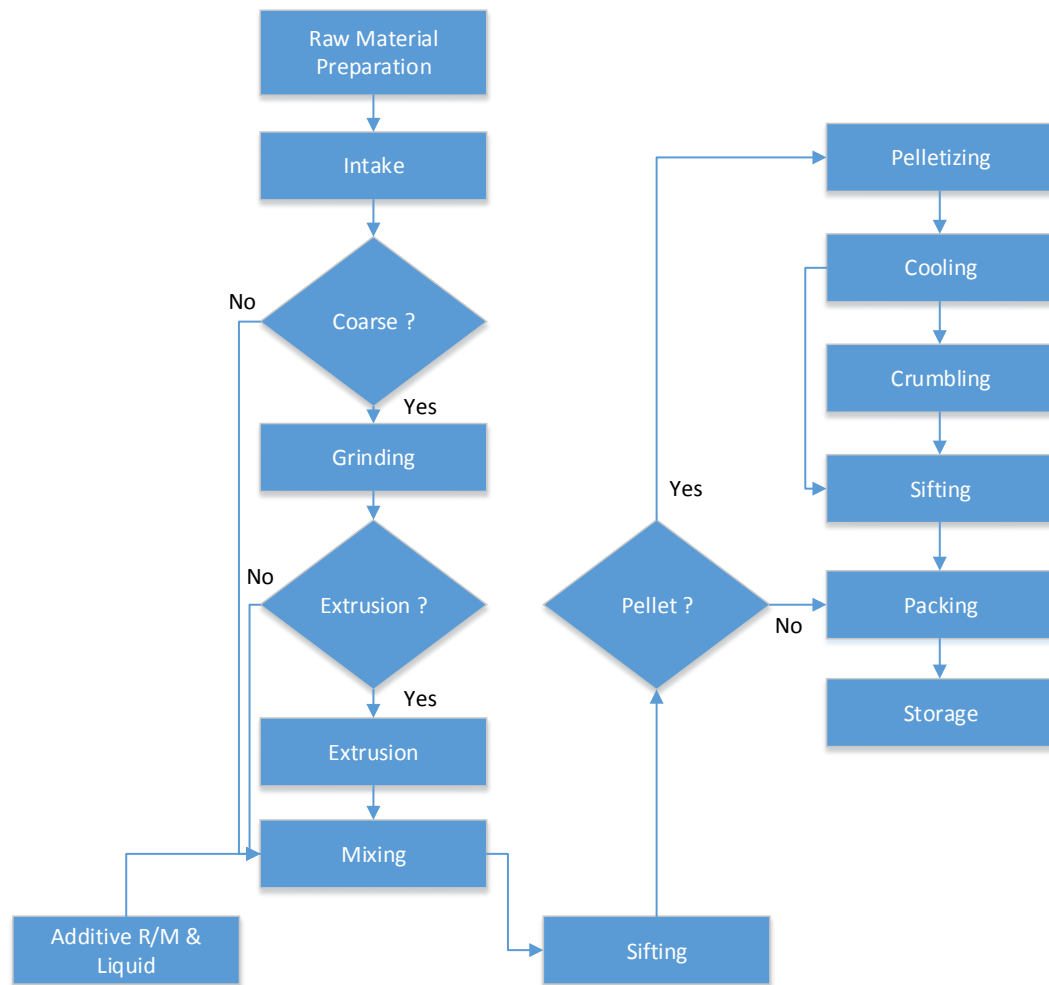 Raw Material
Preparation
Intake
No
Coarse ?
Yes
Grinding
No
Extrusion ?
Yes
Extrusion
Mixing
Additive R/M &
Liquid
Sifting
Pellet ?
Yes
No
Pelletizing
Cooling
Crumbling
Sifting
Packing
Storage